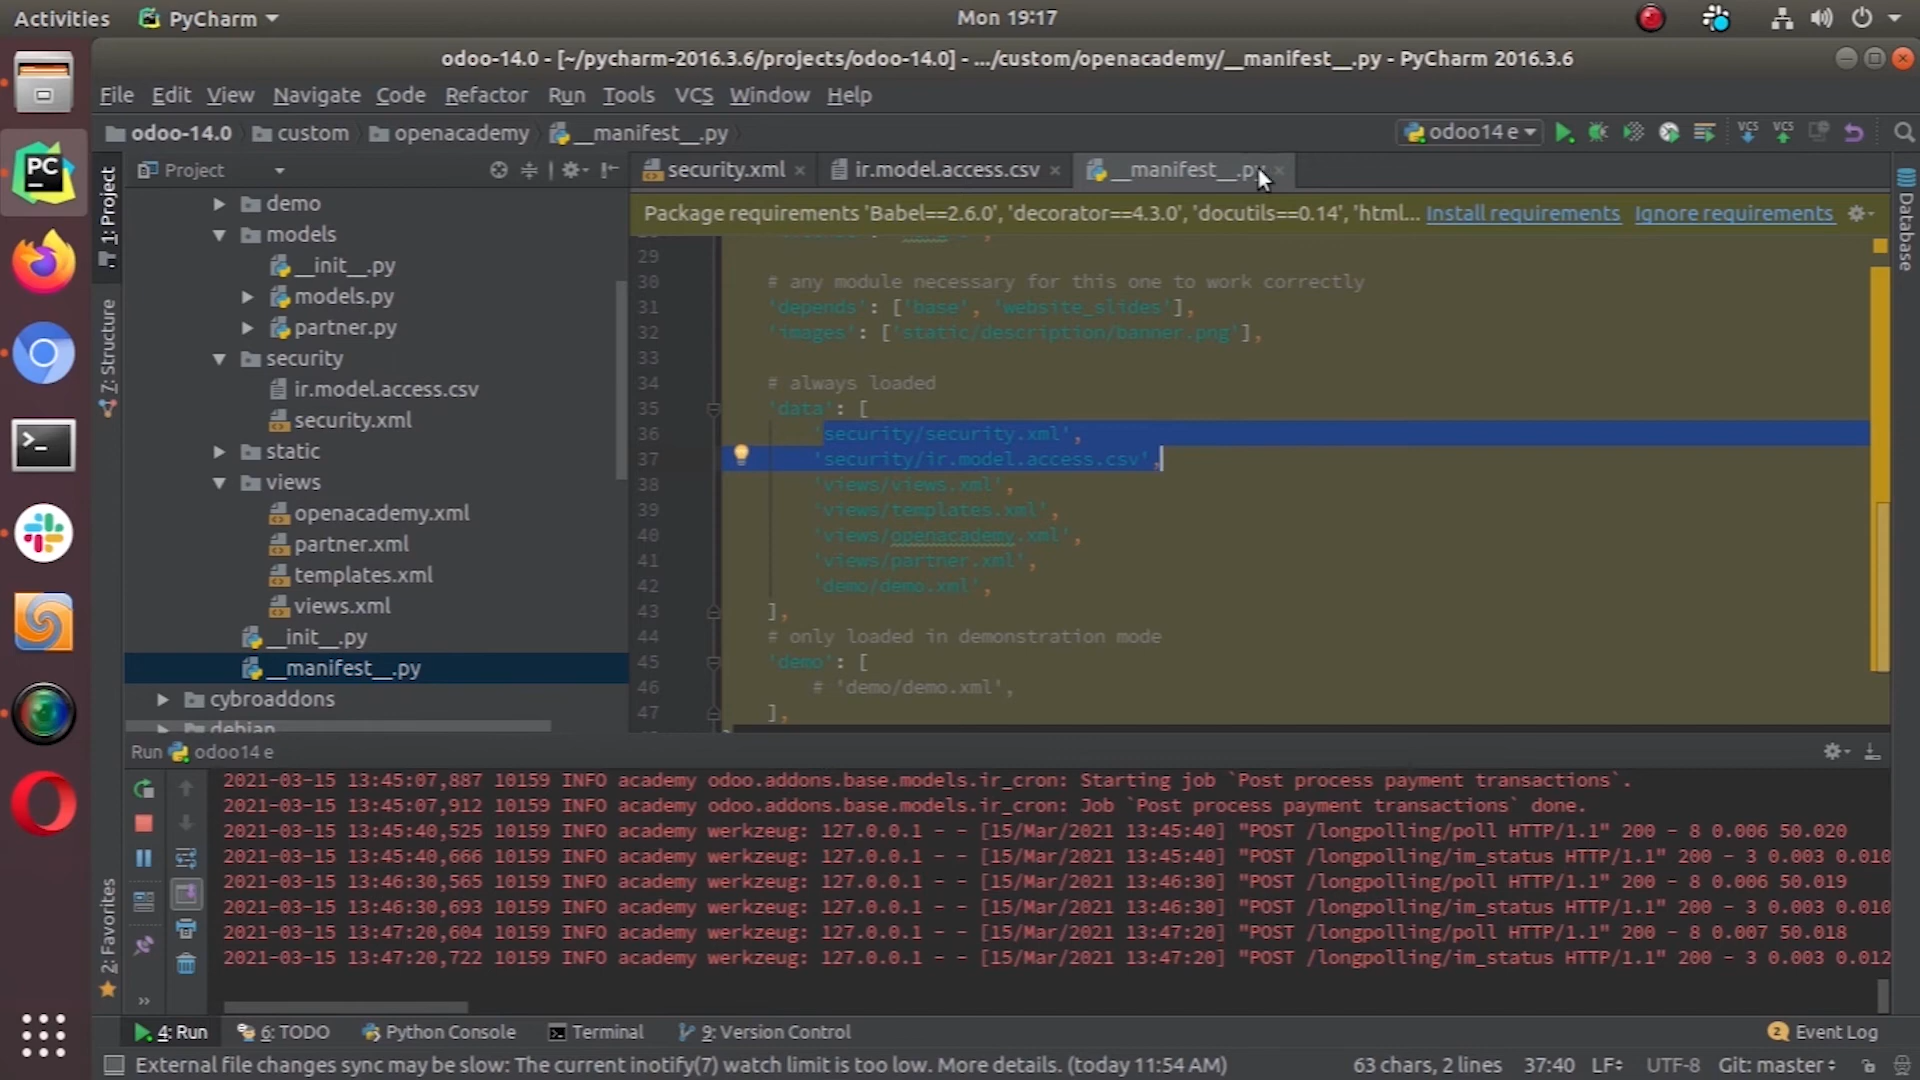 Activities PyCharm Mon 19:17
odoo-14.0 - [~/pycharm-2016.3.6/projects/odoo-14.0] - .../custom/openacademy/__manifest__.py - PyCharm 2016.3.6
File Edit View Navigate Code Refactor Run Tools VCS Window Help
odoo-14.0 custom openacademy __manifest__.py odoo14 e VCS VCS
Project security.xml ir.model.access.csv __manifest__.py
Package requirements 'Babel==2.6.0', 'decorator==4.3.0', 'docutils==0.14', 'html... Install requirements Ignore requirements
1: Project
7: Structure
2: Favorites
Database
demo
models
__init__.py
models.py
partner.py
security
ir.model.access.csv
security.xml
static
views
openacademy.xml
partner.xml
templates.xml
views.xml
__init__.py
__manifest__.py
cybroaddons
debian
29
30 # any module necessary for this one to work correctly
31 'depends': ['base', 'website_slides'],
32 'images': ['static/description/banner.png'],
33
34 # always loaded
35 'data': [
36 'security/security.xml',
37 'security/ir.model.access.csv',
38 'views/views.xml',
39 'views/templates.xml',
40 'views/openacademy.xml',
41 'views/partner.xml',
42 'demo/demo.xml',
43 ],
44 # only loaded in demonstration mode
45 'demo': [
46 # 'demo/demo.xml',
47 ],
Run odoo14 e
2021-03-15 13:45:07,887 10159 INFO academy odoo.addons.base.models.ir_cron: Starting job `Post process payment transactions`.
2021-03-15 13:45:07,912 10159 INFO academy odoo.addons.base.models.ir_cron: Job `Post process payment transactions` done.
2021-03-15 13:45:40,525 10159 INFO academy werkzeug: 127.0.0.1 - - [15/Mar/2021 13:45:40] "POST /longpolling/poll HTTP/1.1" 200 - 8 0.006 50.020
2021-03-15 13:45:40,666 10159 INFO academy werkzeug: 127.0.0.1 - - [15/Mar/2021 13:45:40] "POST /longpolling/im_status HTTP/1.1" 200 - 3 0.003 0.010
2021-03-15 13:46:30,565 10159 INFO academy werkzeug: 127.0.0.1 - - [15/Mar/2021 13:46:30] "POST /longpolling/poll HTTP/1.1" 200 - 8 0.006 50.019
2021-03-15 13:46:30,693 10159 INFO academy werkzeug: 127.0.0.1 - - [15/Mar/2021 13:46:30] "POST /longpolling/im_status HTTP/1.1" 200 - 3 0.003 0.010
2021-03-15 13:47:20,604 10159 INFO academy werkzeug: 127.0.0.1 - - [15/Mar/2021 13:47:20] "POST /longpolling/poll HTTP/1.1" 200 - 8 0.007 50.018
2021-03-15 13:47:20,722 10159 INFO academy werkzeug: 127.0.0.1 - - [15/Mar/2021 13:47:20] "POST /longpolling/im_status HTTP/1.1" 200 - 3 0.003 0.012
4: Run 6: TODO Python Console Terminal 9: Version Control 2 Event Log
External file changes sync may be slow: The current inotify(7) watch limit is too low. More details. (today 11:54 AM) 63 chars, 2 lines 37:40 LF÷ UTF-8 Git: master÷